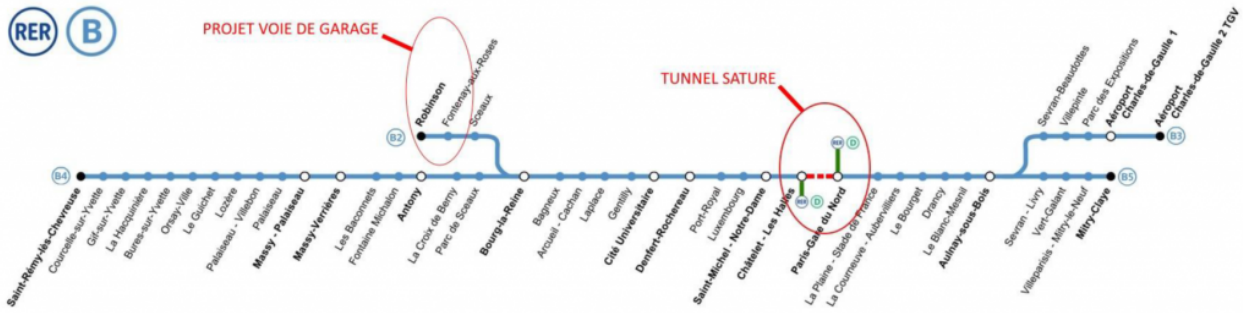 RER B
PROJET VOIE DE GARAGE
TUNNEL SATURE
Robinson
Fontenay-aux-Roses
Sceaux
Sevran-Beaudottes
Villepinte
Parc des Expositions
Aéroport
Charles-de-Gaulle 1
Aéroport
Charles-de-Gaulle 2 TGV
B2
RER D
B3
B4
B5
RER D
Saint-Rémy-lès-Chevreuse
Courcelle-sur-Yvette
Gif-sur-Yvette
La Hacquinière
Bures-sur-Yvette
Orsay-Ville
Le Guichet
Lozère
Palaiseau - Villebon
Palaiseau
Massy - Palaiseau
Massy-Verrières
Les Baconnets
Fontaine Michalon
Antony
La Croix de Berny
Parc de Sceaux
Bourg-la-Reine
Bagneux
Arcueil - Cachan
Laplace
Gentilly
Cité Universitaire
Denfert-Rochereau
Port-Royal
Luxembourg
Saint-Michel - Notre-Dame
Châtelet - Les Halles
Paris-Gare du Nord
La Plaine - Stade de France
La Courneuve - Aubervilliers
Le Bourget
Drancy
Le Blanc-Mesnil
Aulnay-sous-Bois
Sevran - Livry
Vert-Galant
Villeparisis - Mitry-le-Neuf
Mitry-Claye